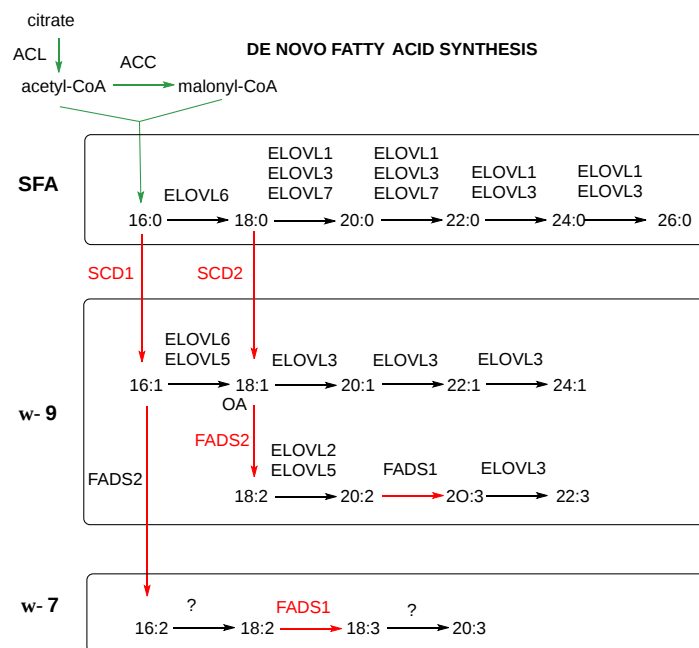 citrate
DE NOVO FATTY ACID SYNTHESIS
ACL
ACC
acetyl-CoA
malonyl-CoA
SFA
ELOVL6
ELOVL1
ELOVL3
ELOVL7
ELOVL1
ELOVL3
ELOVL7
ELOVL1
ELOVL3
ELOVL1
ELOVL3
16:0
18:0
20:0
22:0
24:0
26:0
SCD1
SCD2
w- 9
ELOVL6
ELOVL5
ELOVL3
ELOVL3
ELOVL3
16:1
18:1
20:1
22:1
24:1
OA
FADS2
FADS2
ELOVL2
ELOVL5
FADS1
ELOVL3
18:2
20:2
2O:3
22:3
w- 7
?
FADS1
?
16:2
18:2
18:3
20:3